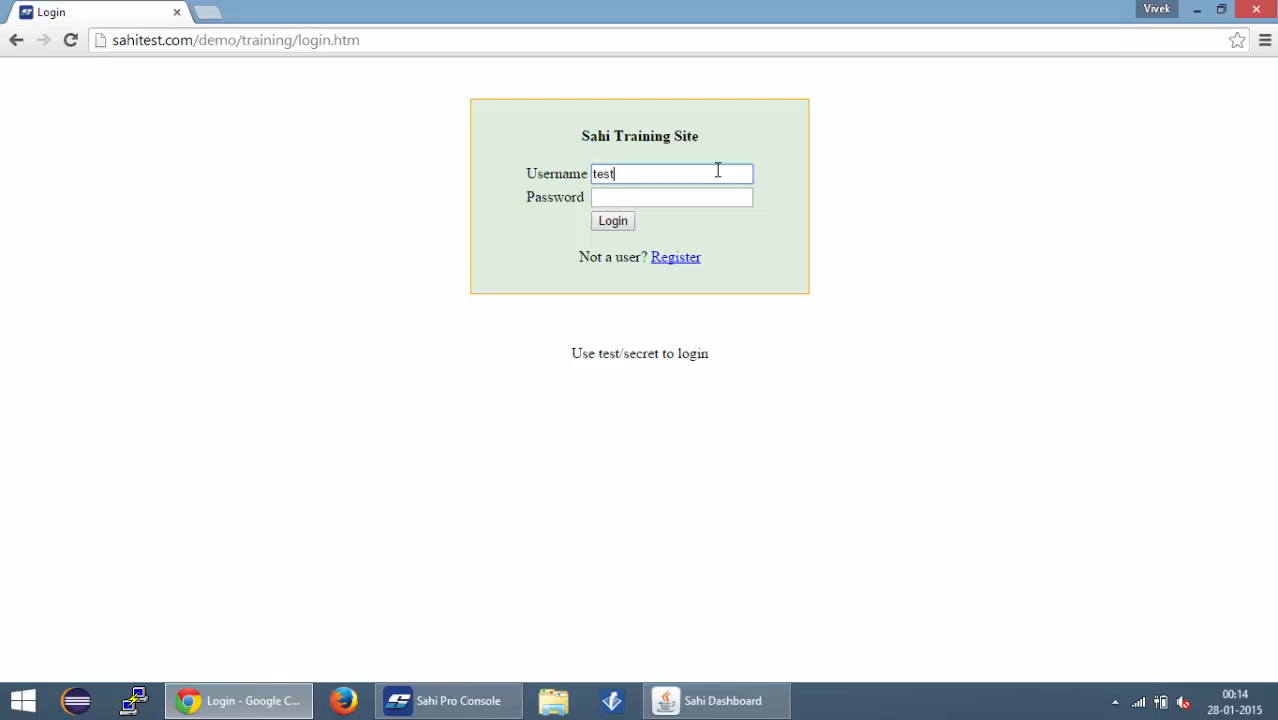 Login
Vivek
sahitest.com/demo/training/login.htm
Sahi Training Site
Username test
Password
Login
Not a user? Register
Use test/secret to login
Login - Google C...
Sahi Pro Console
Sahi Dashboard
00:14
28-01-2015